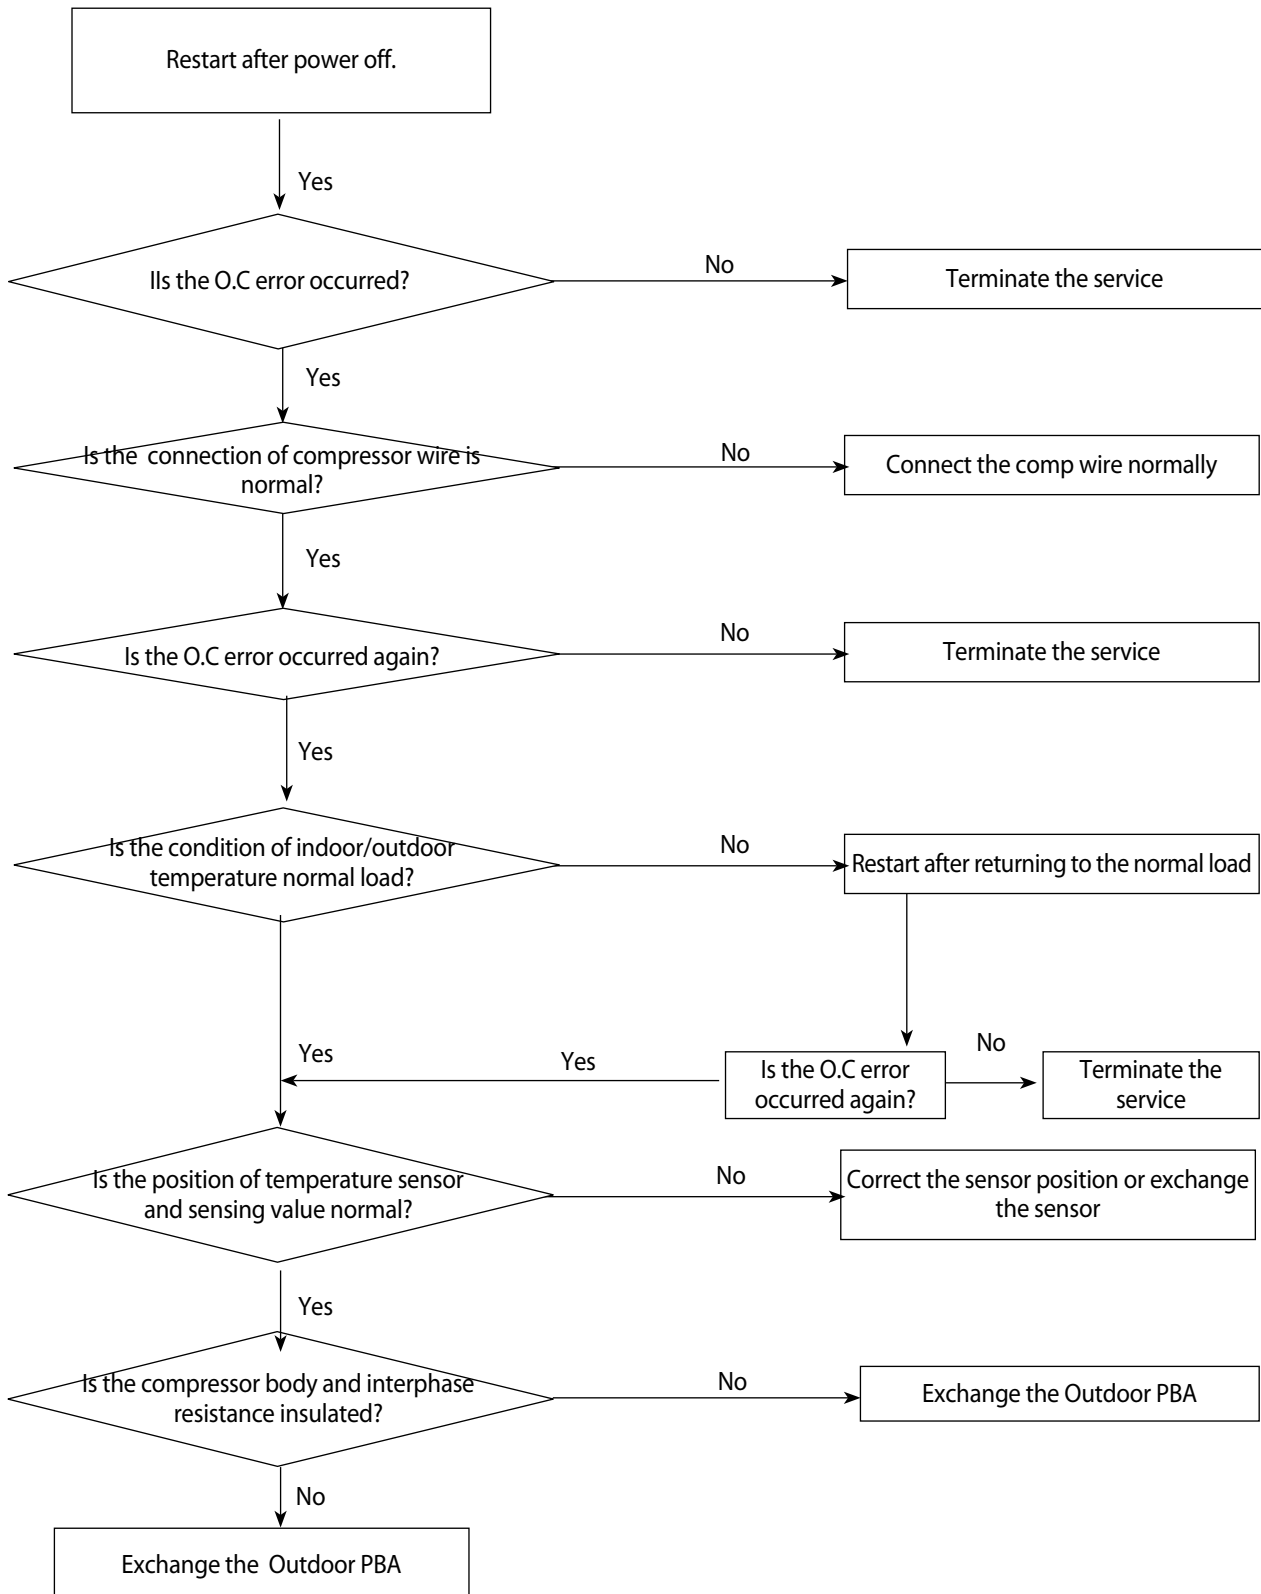 Restart after power off.
Yes
IIs the O.C error occurred?
No
Terminate the service
Yes
Is the  connection of compressor wire is
normal?
No
Connect the comp wire normally
Yes
Is the O.C error occurred again?
No
Terminate the service
Yes
Is the condition of indoor/outdoor
temperature normal load?
No
Restart after returning to the normal load
Yes
Yes
Is the O.C error
occurred again?
No
Terminate the
service
Is the position of temperature sensor
and sensing value normal?
No
Correct the sensor position or exchange
the sensor
Yes
Is the compressor body and interphase
resistance insulated?
No
Exchange the Outdoor PBA
No
Exchange the  Outdoor PBA